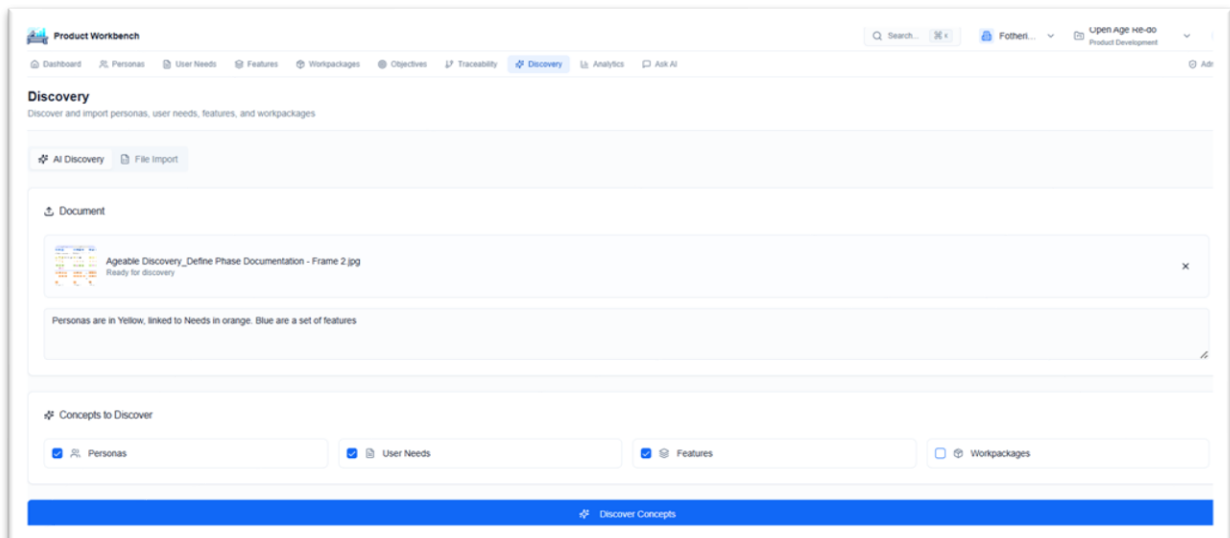 Product Workbench
Search...
Fotheri...
Open Age Re-do
Product Development
Dashboard Personas User Needs Features Workpackages Objectives Traceability Discovery Analytics Ask AI
Discovery
Discover and import personas, user needs, features, and workpackages
AI Discovery File Import
Document
Ageable Discovery_Define Phase Documentation - Frame 2.jpg
Ready for discovery
Personas are in Yellow, linked to Needs in orange. Blue are a set of features
Concepts to Discover
Personas User Needs Features Workpackages
Discover Concepts